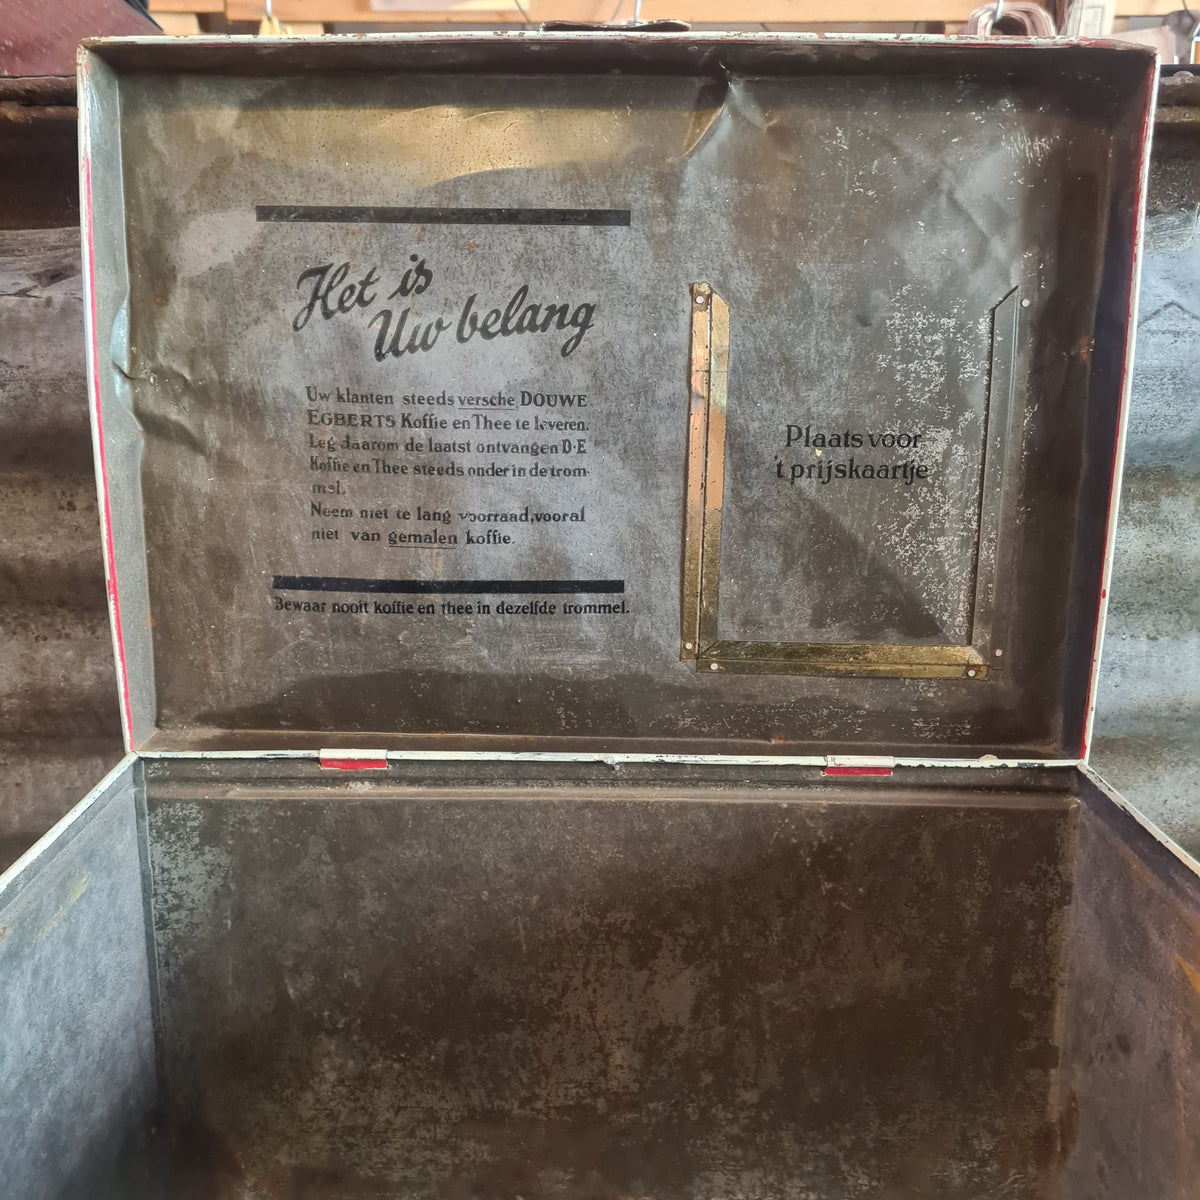 Het is
Uw belang
Uw klanten steeds versche DOUWE
EGBERTS Koffie en Thee te leveren.
Leg daarom de laatst ontvangen D·E
Koffie en Thee steeds onder in de trom-
mel.
Neem niet te lang voorraad, vooral
niet van gemalen koffie.
Bewaar nooit koffie en thee in dezelfde trommel.
Plaats voor
't prijskaartje